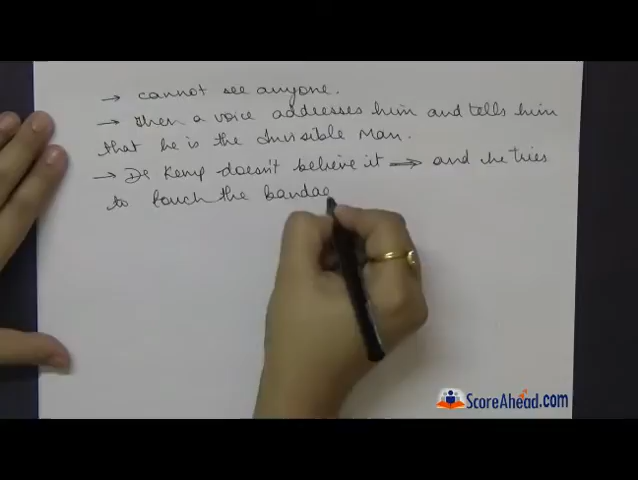 → cannot see anyone.
→ then a voice addresses him and tells him
that he is the Invisible Man.
→ Dr Kemp doesn't believe it → and he tries
to touch the bandae
ScoreAhead.com